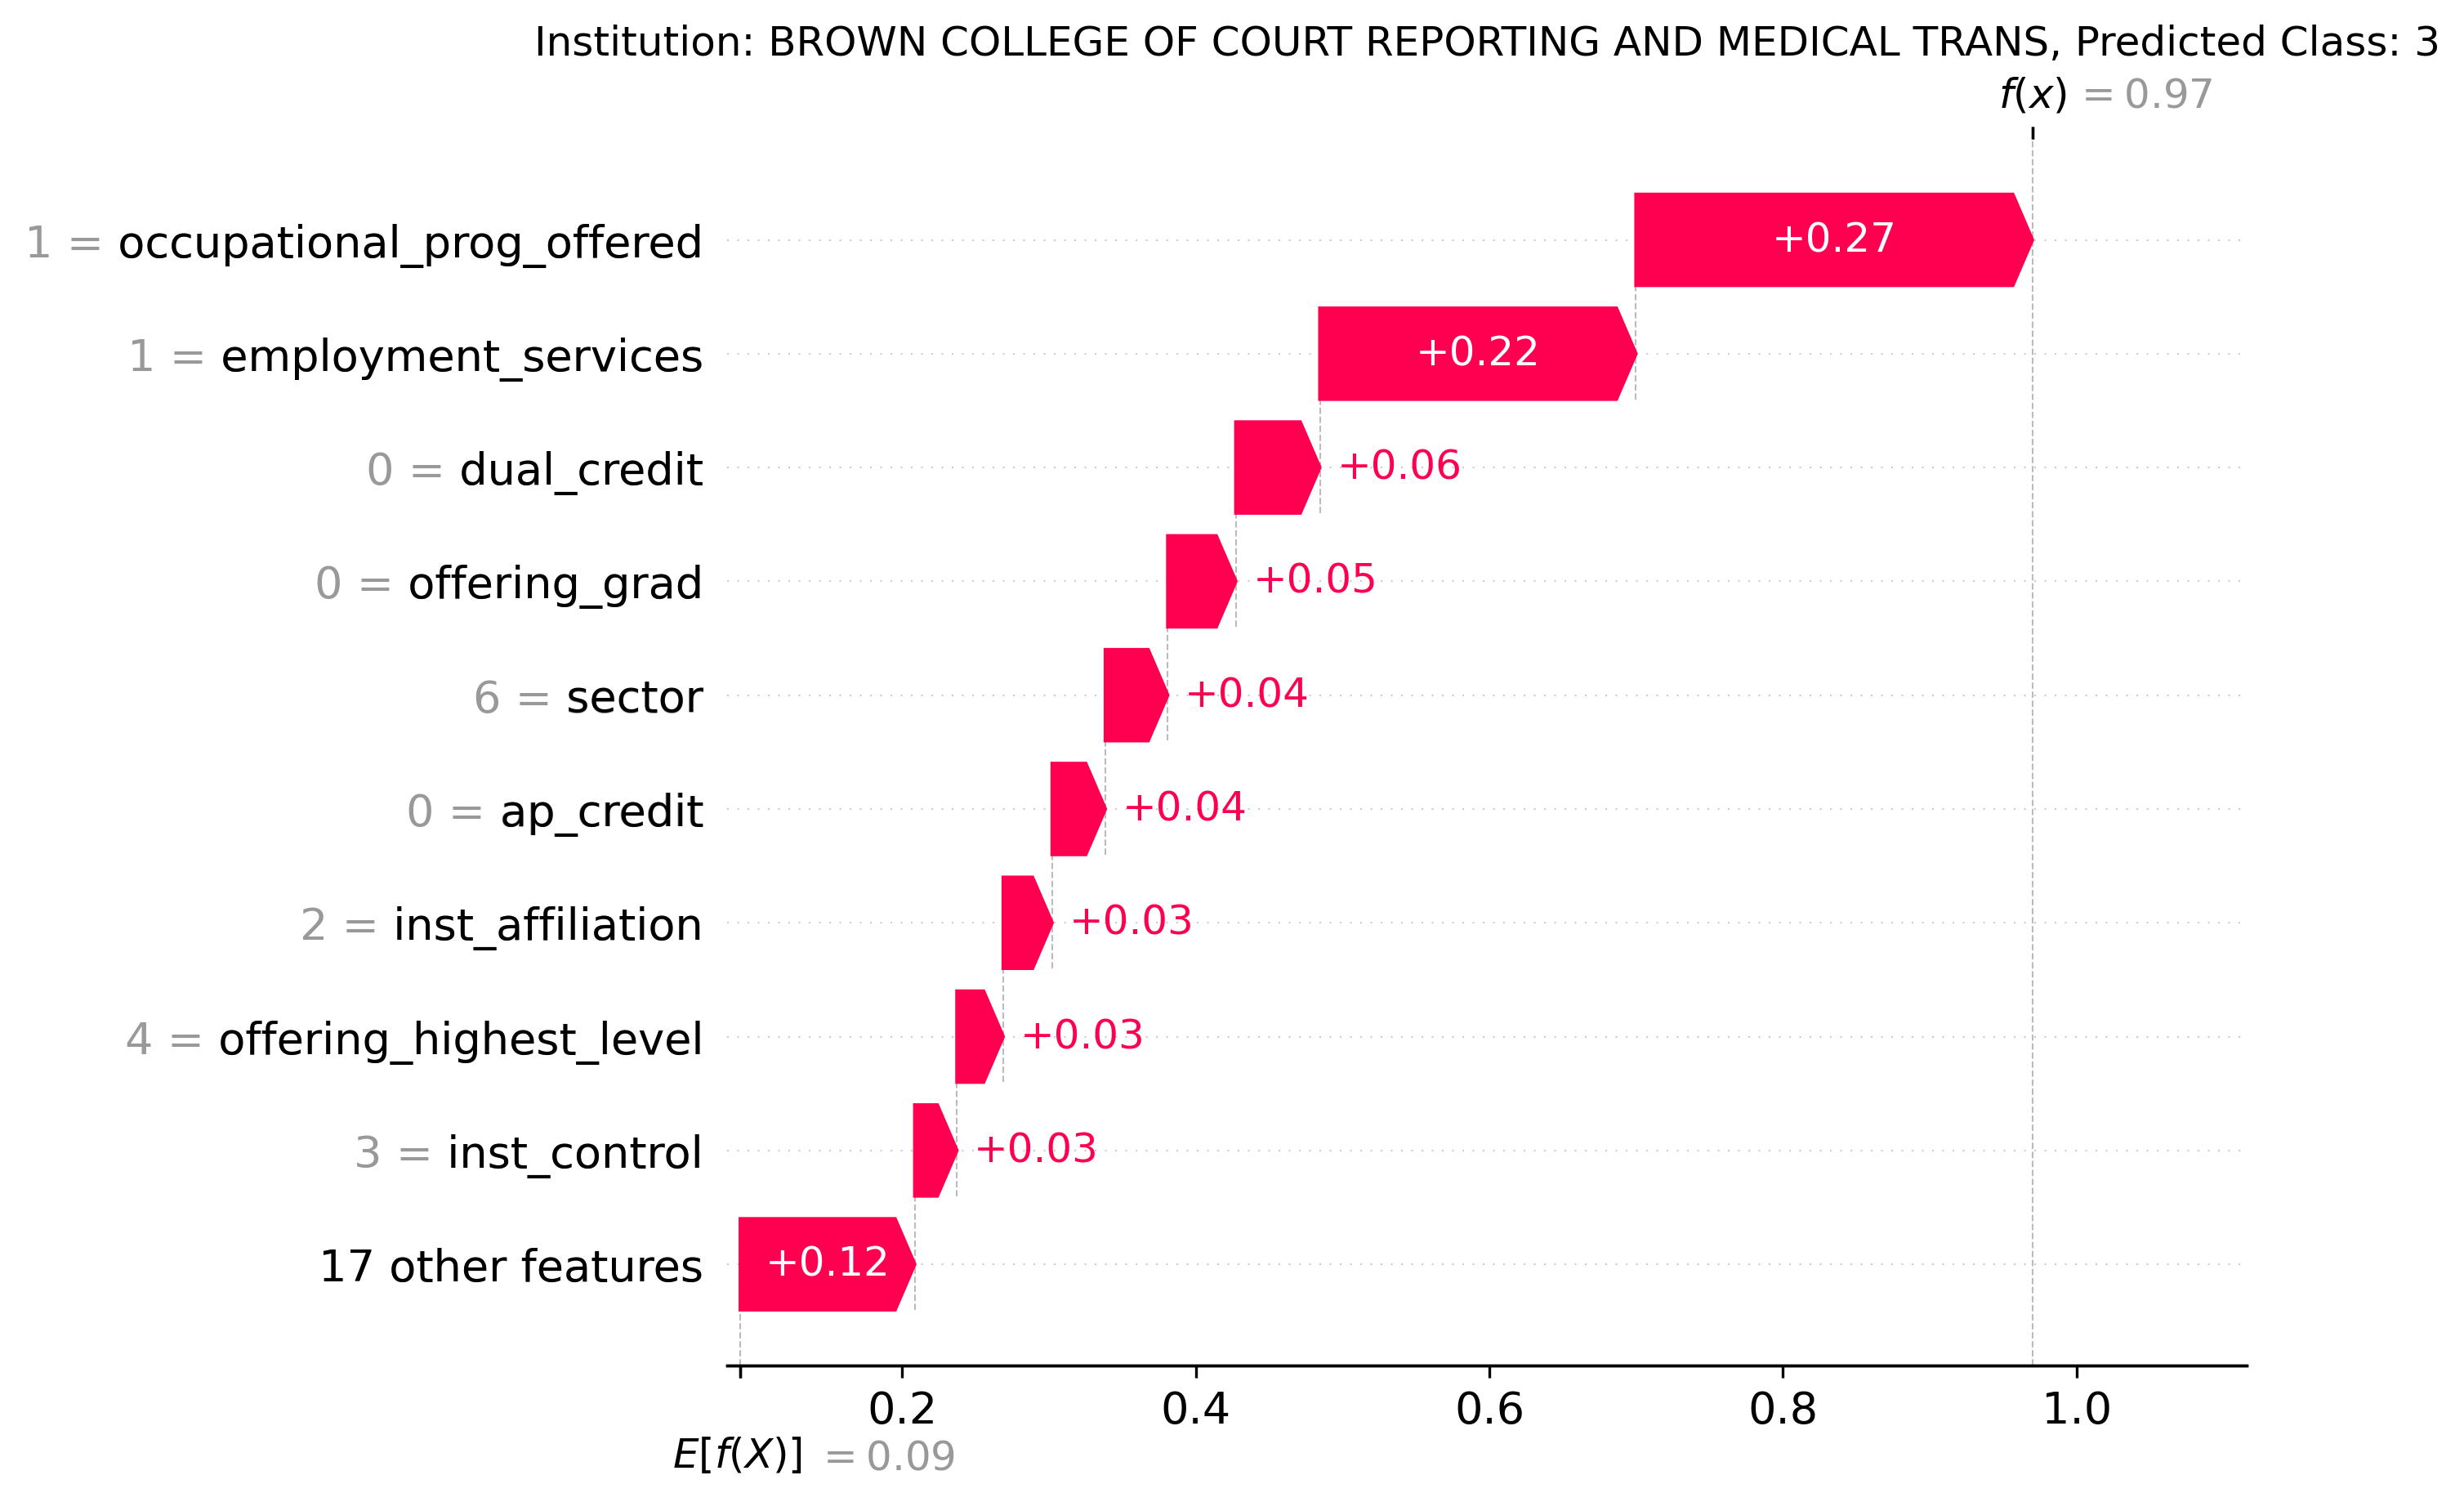 Institution: BROWN COLLEGE OF COURT REPORTING AND MEDICAL TRANS, Predicted Class: 3
f(x) = 0.97
1 = occupational_prog_offered +0.27
1 = employment_services +0.22
0 = dual_credit +0.06
0 = offering_grad +0.05
6 = sector +0.04
0 = ap_credit +0.04
2 = inst_affiliation +0.03
4 = offering_highest_level +0.03
3 = inst_control +0.03
17 other features +0.12
0.2 0.4 0.6 0.8 1.0
E[f(X)] = 0.09